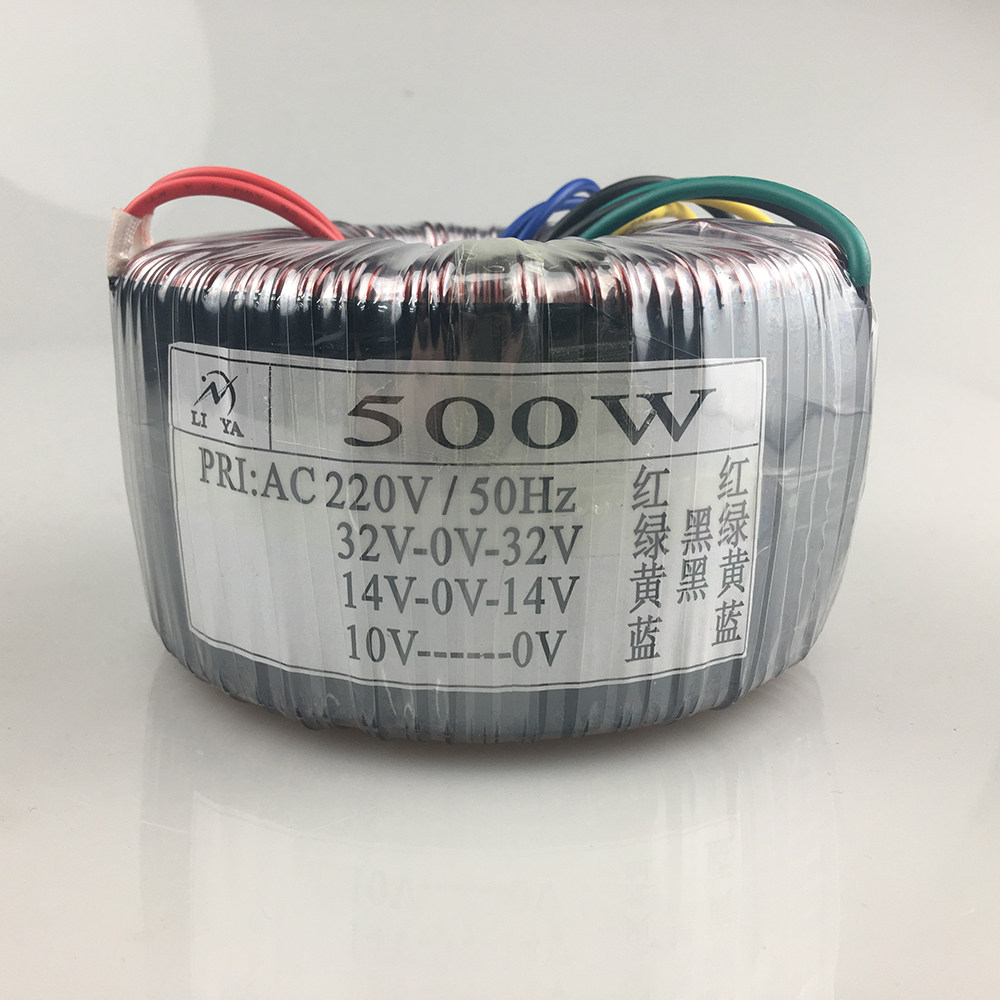 LI YA
500W
PRI:AC 220V / 50Hz 红 红
32V-0V-32V 绿 黑 绿
14V-0V-14V 黄 黑 黄
10V------0V 蓝 蓝